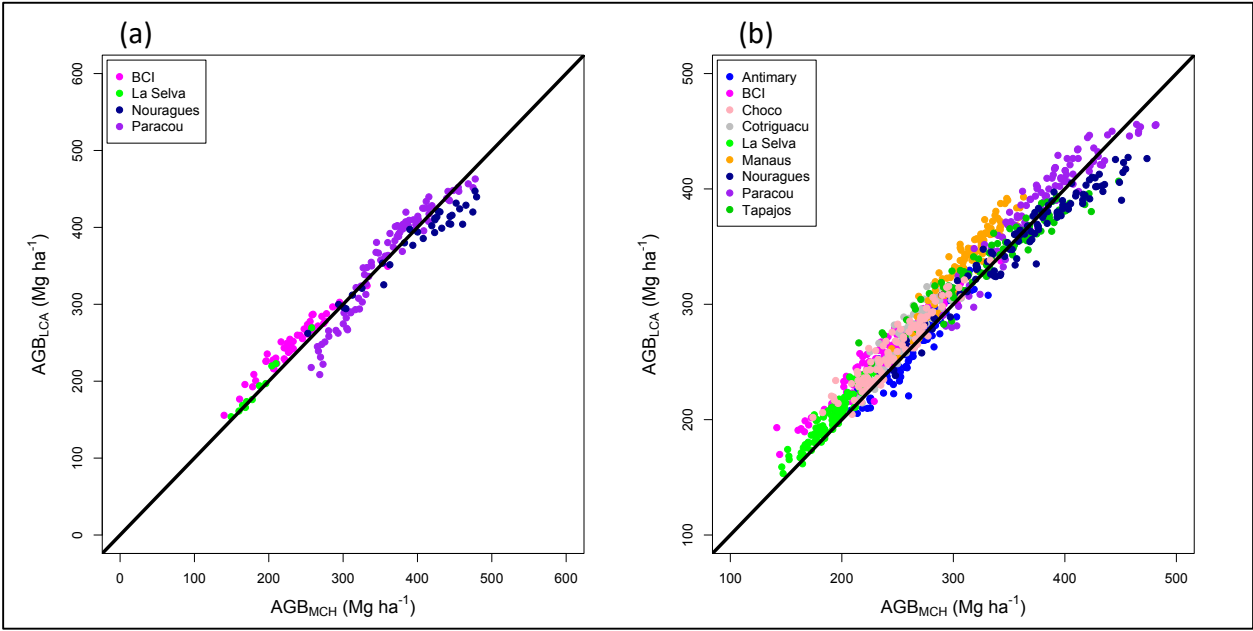 (a)
BCI
La Selva
Nouragues
Paracou
600
500
400
300
200
100
0
AGB_LCA (Mg ha⁻¹)
0 100 200 300 400 500 600
AGB_MCH (Mg ha⁻¹)
(b)
Antimary
BCI
Choco
Cotriguacu
La Selva
Manaus
Nouragues
Paracou
Tapajos
500
400
300
200
100
AGB_LCA (Mg ha⁻¹)
100 200 300 400 500
AGB_MCH (Mg ha⁻¹)